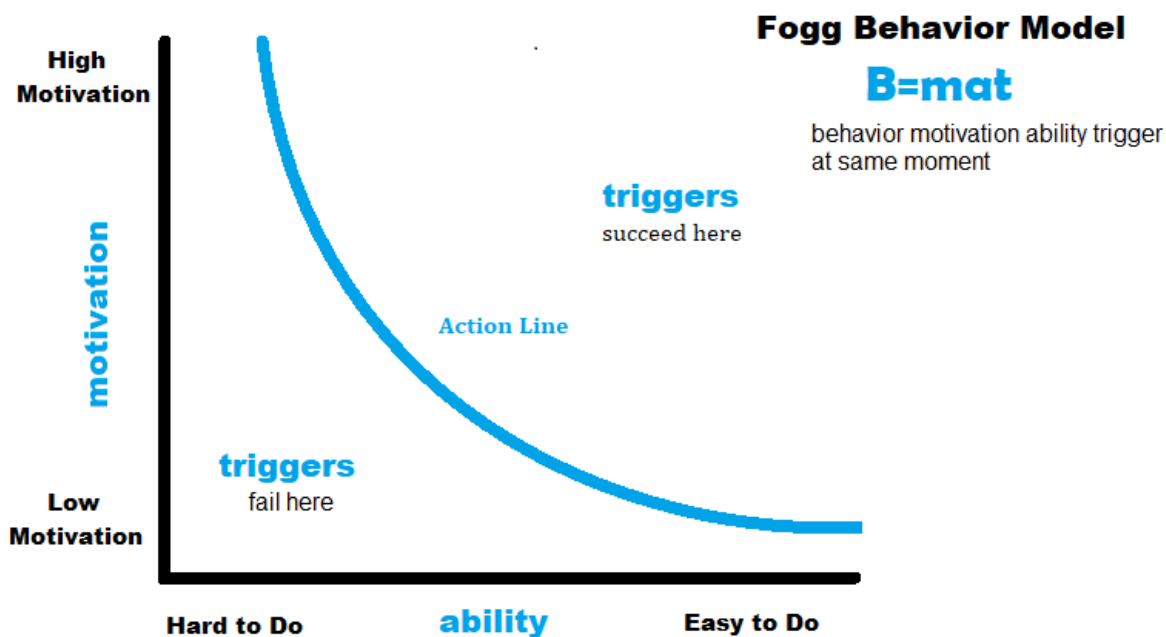 Fogg Behavior Model
B=mat
behavior motivation ability trigger
at same moment
High
Motivation
motivation
triggers
succeed here
Action Line
triggers
fail here
Low
Motivation
Hard to Do
ability
Easy to Do